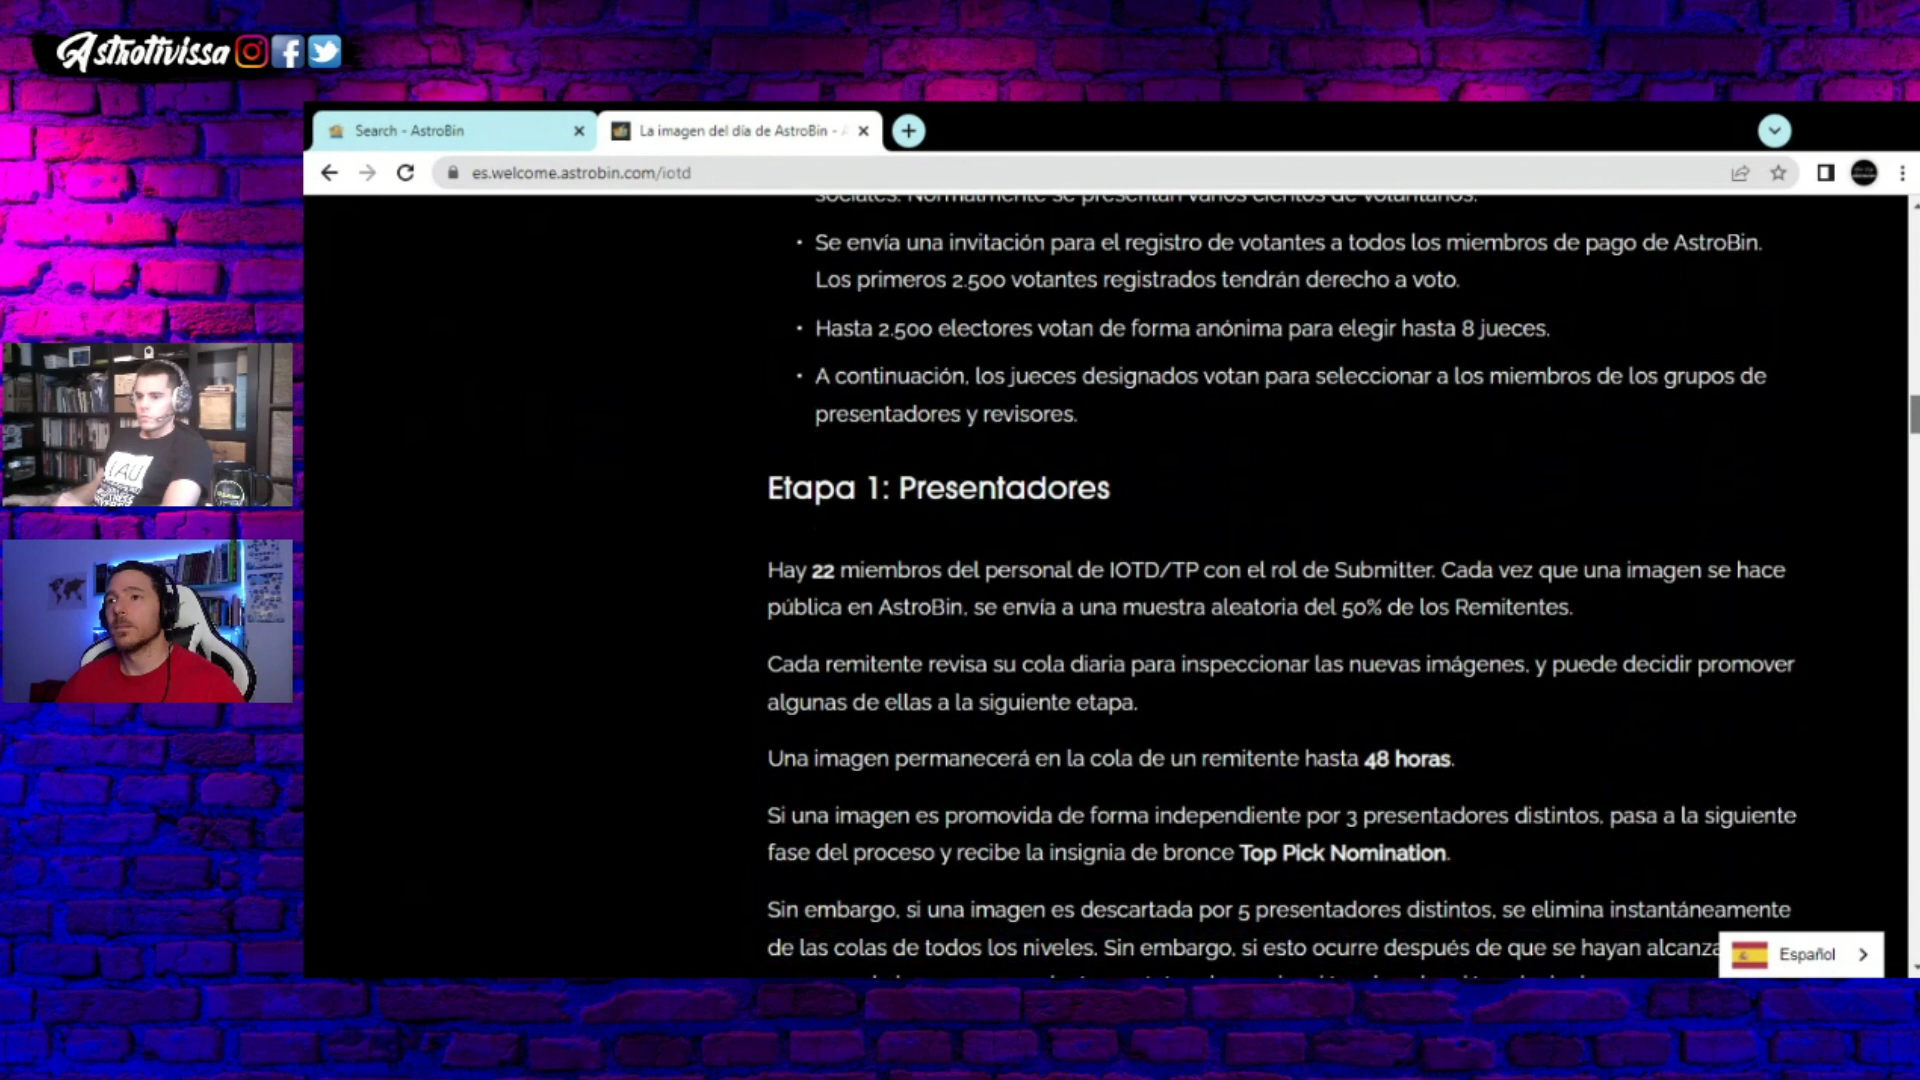 Astrotivissa
Search - AstroBin
La imagen del día de AstroBin -
es.welcome.astrobin.com/iotd
sociales. Normalmente se presentan varios cientos de voluntarios.
• Se envía una invitación para el registro de votantes a todos los miembros de pago de AstroBin.
Los primeros 2.500 votantes registrados tendrán derecho a voto.
• Hasta 2.500 electores votan de forma anónima para elegir hasta 8 jueces.
• A continuación, los jueces designados votan para seleccionar a los miembros de los grupos de
presentadores y revisores.
Etapa 1: Presentadores
Hay 22 miembros del personal de IOTD/TP con el rol de Submitter. Cada vez que una imagen se hace
pública en AstroBin, se envía a una muestra aleatoria del 50% de los Remitentes.
Cada remitente revisa su cola diaria para inspeccionar las nuevas imágenes, y puede decidir promover
algunas de ellas a la siguiente etapa.
Una imagen permanecerá en la cola de un remitente hasta 48 horas.
Si una imagen es promovida de forma independiente por 3 presentadores distintos, pasa a la siguiente
fase del proceso y recibe la insignia de bronce Top Pick Nomination.
Sin embargo, si una imagen es descartada por 5 presentadores distintos, se elimina instantáneamente
de las colas de todos los niveles. Sin embargo, si esto ocurre después de que se hayan alcanza
Español
IAU